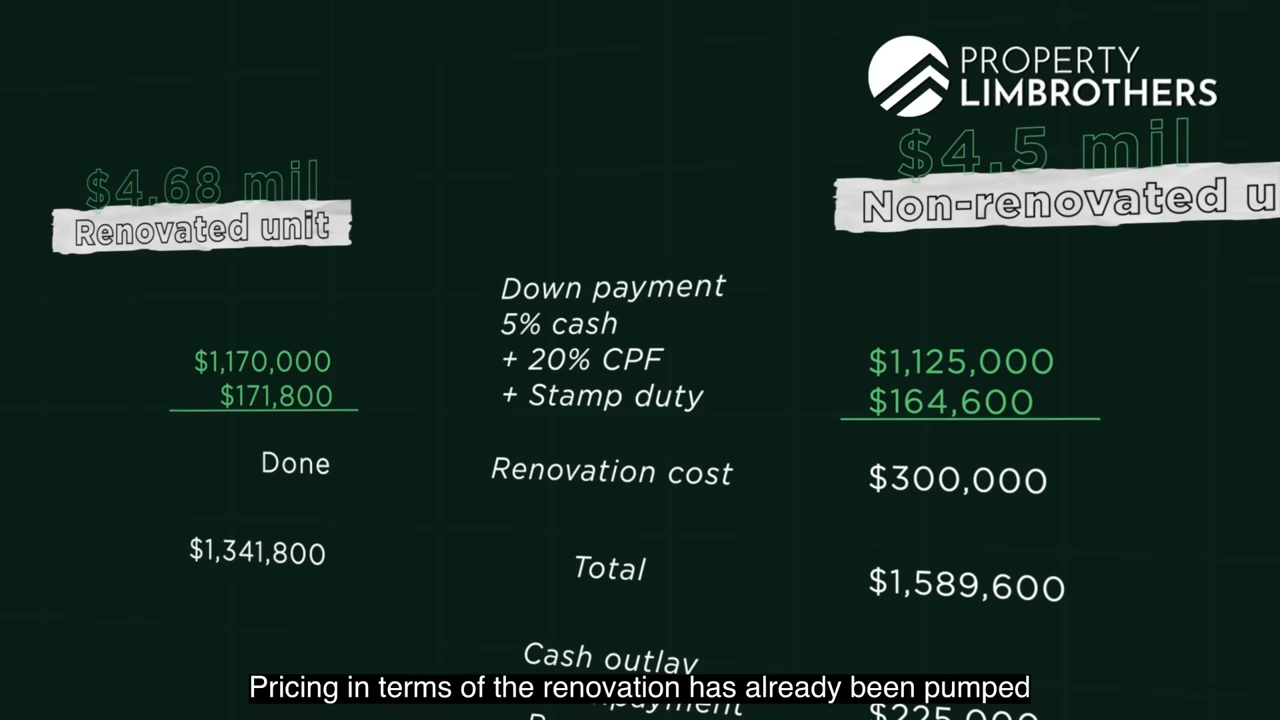 PROPERTY
LIMBROTHERS
$4.68 mil
Renovated unit
$4.5 mil
Non-renovated u
Down payment
5% cash
$1,170,000 + 20% CPF $1,125,000
$171,800 + Stamp duty $164,600
Done Renovation cost $300,000
$1,341,800 Total $1,589,600
Cash outlay
$225,000
Pricing in terms of the renovation has already been pumped